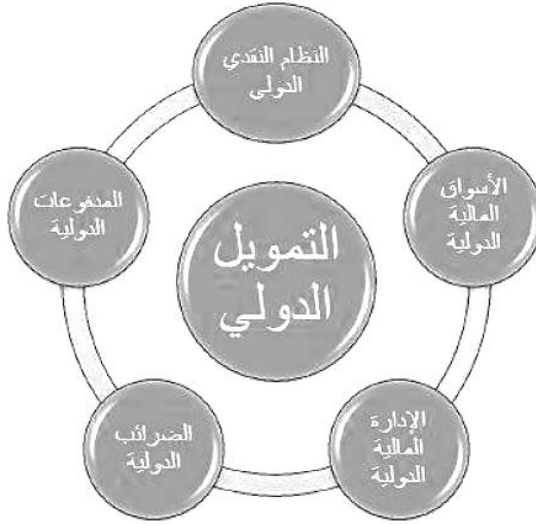 النظام النقدي
الدولي
الأسواق
المالية
الدولية
الإدارة
المالية
الدولية
الضرائب
الدولية
المدفوعات
الدولية
التمويل
الدولي